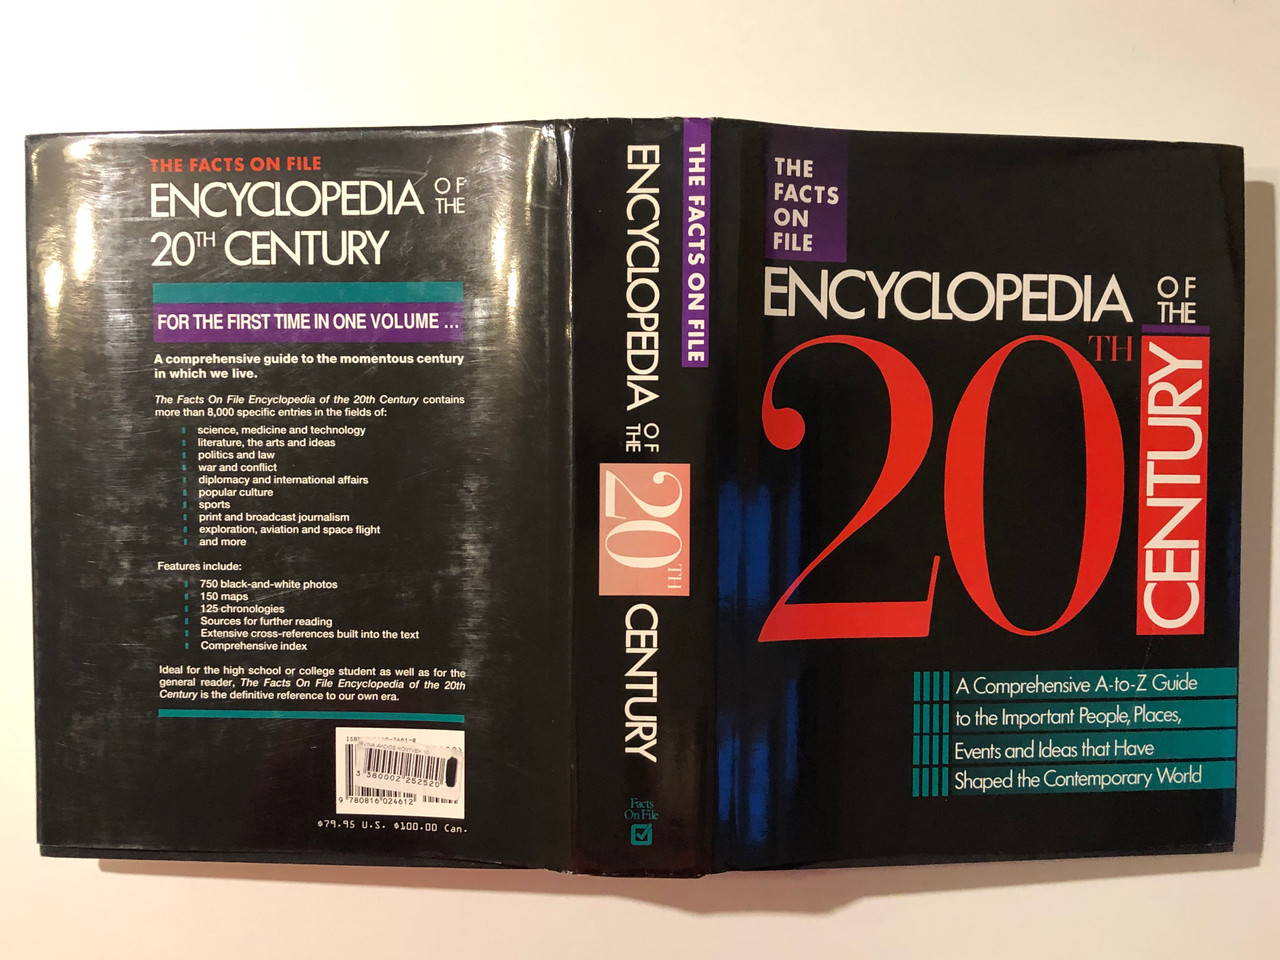 THE FACTS ON FILE
ENCYCLOPEDIA OF THE
20TH CENTURY
FOR THE FIRST TIME IN ONE VOLUME ...
A comprehensive guide to the momentous century
in which we live.
The Facts On File Encyclopedia of the 20th Century contains
more than 8,000 specific entries in the fields of:
science, medicine and technology
literature, the arts and ideas
politics and law
war and conflict
diplomacy and international affairs
popular culture
sports
print and broadcast journalism
exploration, aviation and space flight
and more
Features include:
750 black-and-white photos
150 maps
125 chronologies
Sources for further reading
Extensive cross-references built into the text
Comprehensive index
Ideal for the high school or college student as well as for the
general reader, The Facts On File Encyclopedia of the 20th
Century is the definitive reference to our own era.
3 380002 252520
9 780816 024612
$79.95 U.S. $100.00 Can.
THE FACTS ON FILE
ENCYCLOPEDIA OF THE 20TH CENTURY
Facts
On File
THE
FACTS
ON
FILE
ENCYCLOPEDIA OF THE
20TH
CENTURY
A Comprehensive A-to-Z Guide
to the Important People, Places,
Events and Ideas that Have
Shaped the Contemporary World